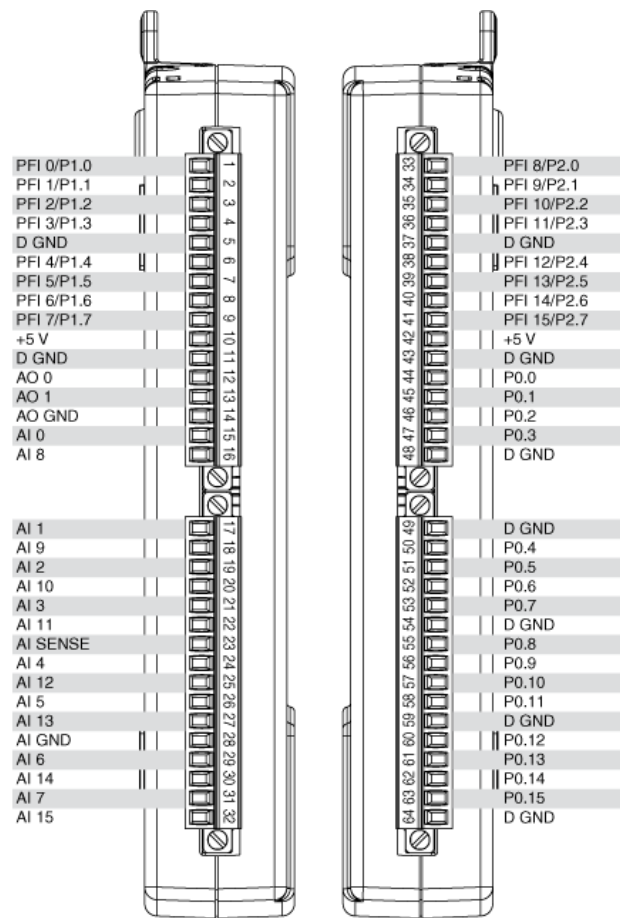 PFI 0/P1.0 1 33 PFI 8/P2.0
PFI 1/P1.1 2 34 PFI 9/P2.1
PFI 2/P1.2 3 35 PFI 10/P2.2
PFI 3/P1.3 4 36 PFI 11/P2.3
D GND 5 37 D GND
PFI 4/P1.4 6 38 PFI 12/P2.4
PFI 5/P1.5 7 39 PFI 13/P2.5
PFI 6/P1.6 8 40 PFI 14/P2.6
PFI 7/P1.7 9 41 PFI 15/P2.7
+5 V 10 42 +5 V
D GND 11 43 D GND
AO 0 12 44 P0.0
AO 1 13 45 P0.1
AO GND 14 46 P0.2
AI 0 15 47 P0.3
AI 8 16 48 D GND
AI 1 17 49 D GND
AI 9 18 50 P0.4
AI 2 19 51 P0.5
AI 10 20 52 P0.6
AI 3 21 53 P0.7
AI 11 22 54 D GND
AI SENSE 23 55 P0.8
AI 4 24 56 P0.9
AI 12 25 57 P0.10
AI 5 26 58 P0.11
AI 13 27 59 D GND
AI GND 28 60 P0.12
AI 6 29 61 P0.13
AI 14 30 62 P0.14
AI 7 31 63 P0.15
AI 15 32 64 D GND